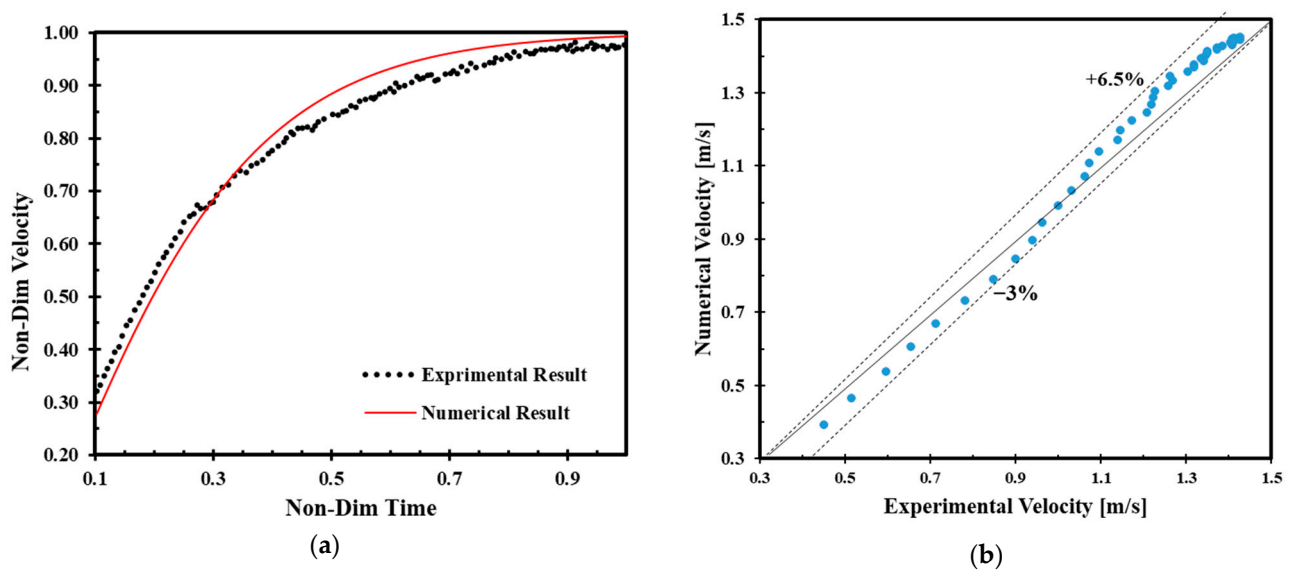 1.00
0.90
0.80
0.70
0.60
0.50
0.40
0.30
0.20
Non-Dim Velocity
Exprimental Result
Numerical Result
0.1 0.3 0.5 0.7 0.9
Non-Dim Time
(a)
1.5
1.3
1.1
0.9
0.7
0.5
0.3
Numerical Velocity [m/s]
+6.5%
−3%
0.3 0.5 0.7 0.9 1.1 1.3 1.5
Experimental Velocity [m/s]
(b)